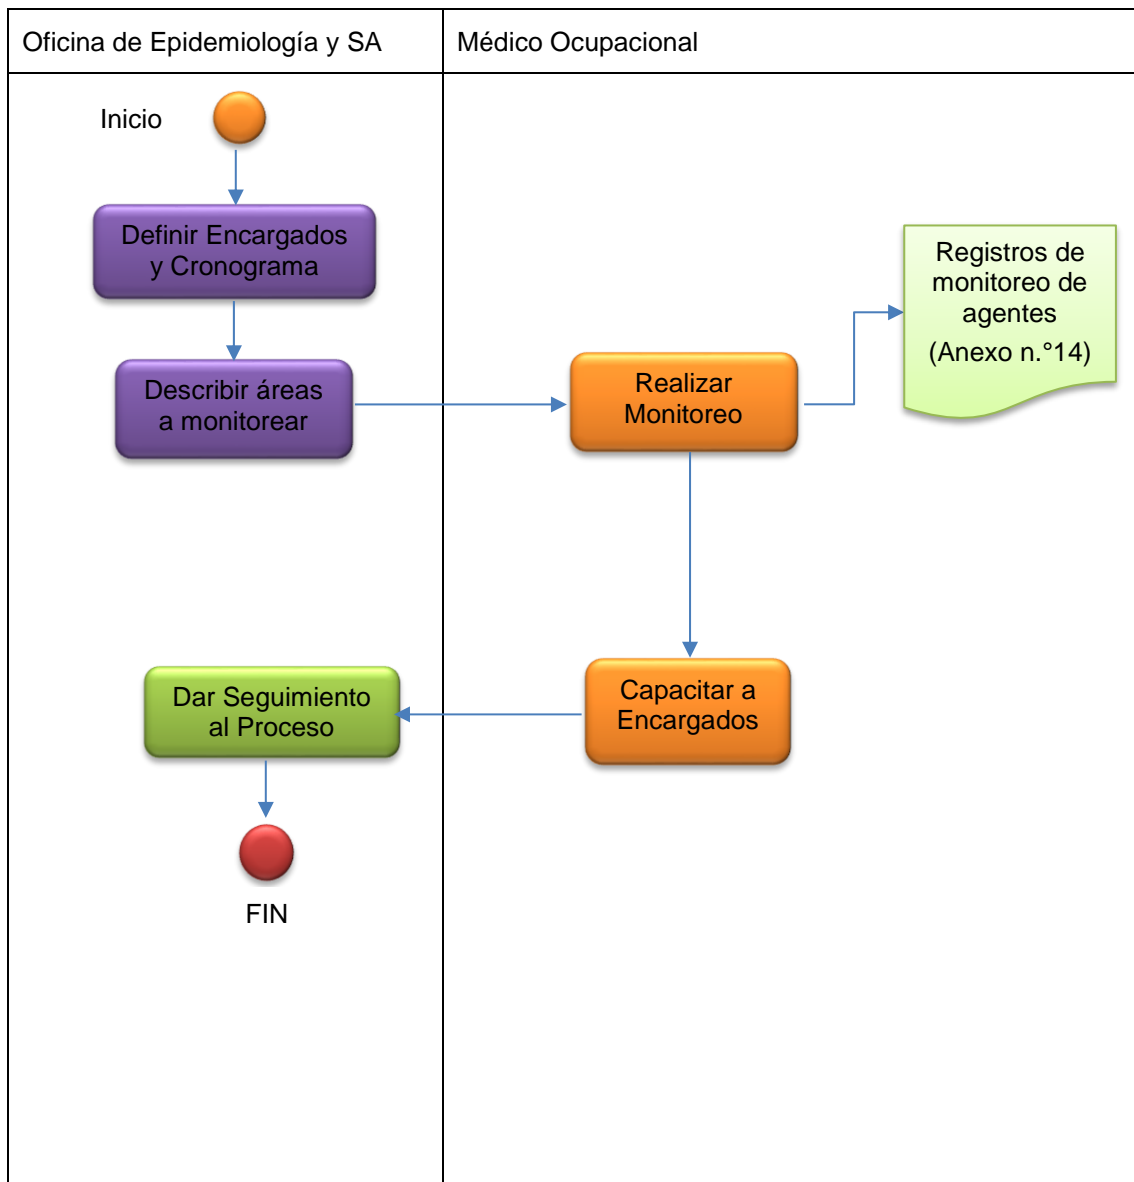 Oficina de Epidemiología y SA
Médico Ocupacional
Inicio
Definir Encargados
y Cronograma
Registros de
monitoreo de
agentes
(Anexo n.°14)
Describir áreas
a monitorear
Realizar
Monitoreo
Dar Seguimiento
al Proceso
Capacitar a
Encargados
FIN